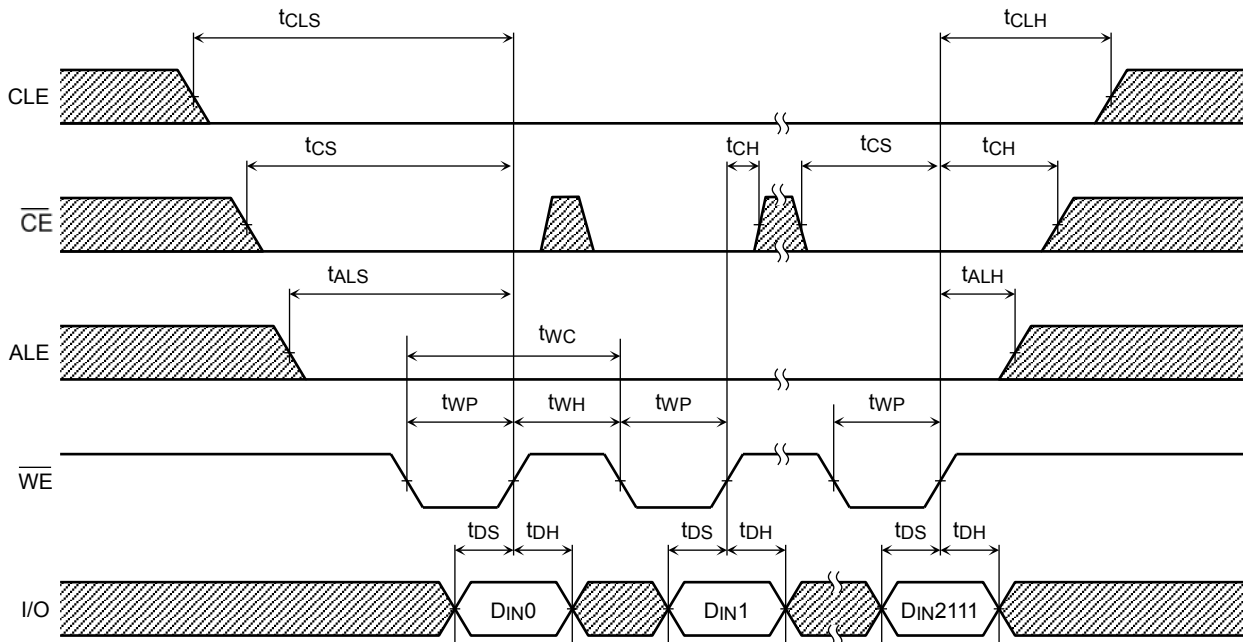 tCLS tCLH
CLE
tCS tCH tCS tCH
CE
tALS tALH
tWC
ALE
tWP tWH tWP tWP
WE
tDS tDH tDS tDH tDS tDH
I/O DIN0 DIN1 DIN2111